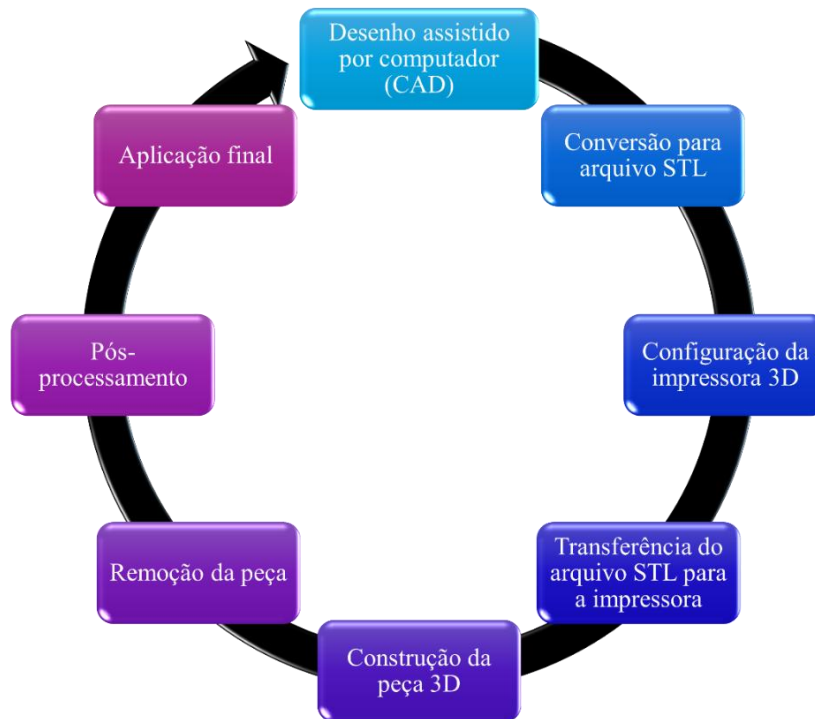 Desenho assistido
por computador
(CAD)
Conversão para
arquivo STL
Configuração da
impressora 3D
Transferência do
arquivo STL para
a impressora
Construção da
peça 3D
Remoção da peça
Pós-
processamento
Aplicação final